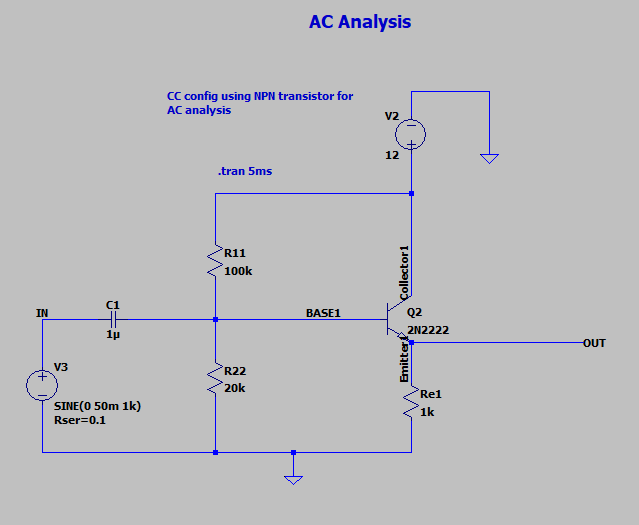 AC Analysis
CC config using NPN transistor for
AC analysis
V2
12
.tran 5ms
R11
100k
Collector1
IN
C1
1µ
BASE1
Q2
2N2222
OUT
Emitter1
V3
SINE(0 50m 1k)
Rser=0.1
R22
20k
Re1
1k